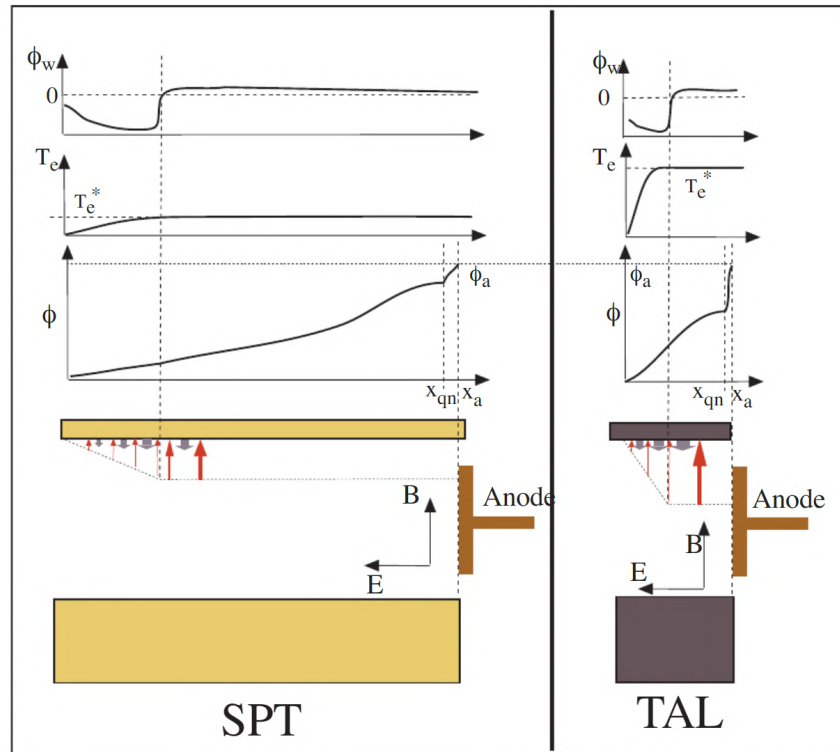 ϕw
0
Te
Te*
ϕa
ϕ
xqn xa
Anode
B
E
SPT
ϕw
0
Te
Te*
ϕa
ϕ
xqn xa
Anode
B
E
TAL